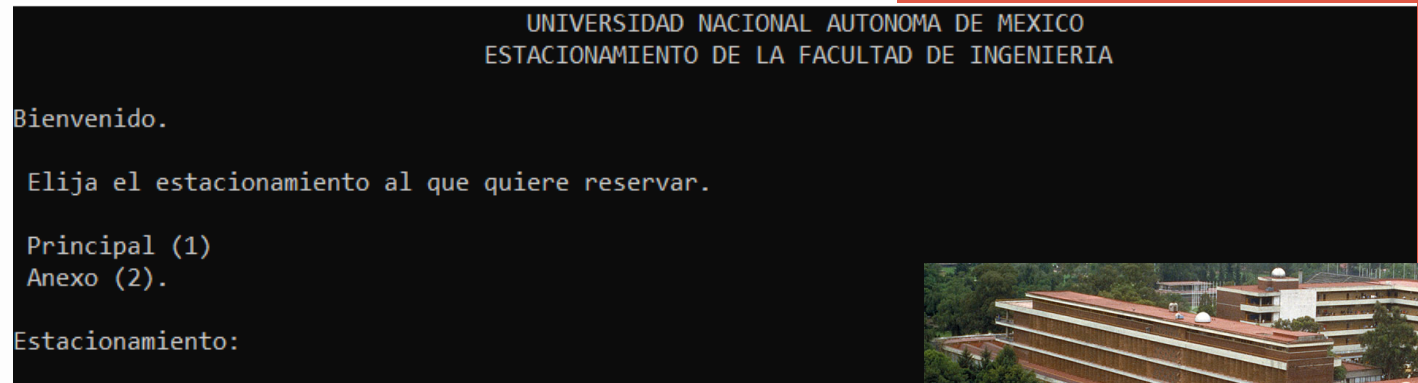 UNIVERSIDAD NACIONAL AUTONOMA DE MEXICO
ESTACIONAMIENTO DE LA FACULTAD DE INGENIERIA
Bienvenido.
Elija el estacionamiento al que quiere reservar.
Principal (1)
Anexo (2).
Estacionamiento: